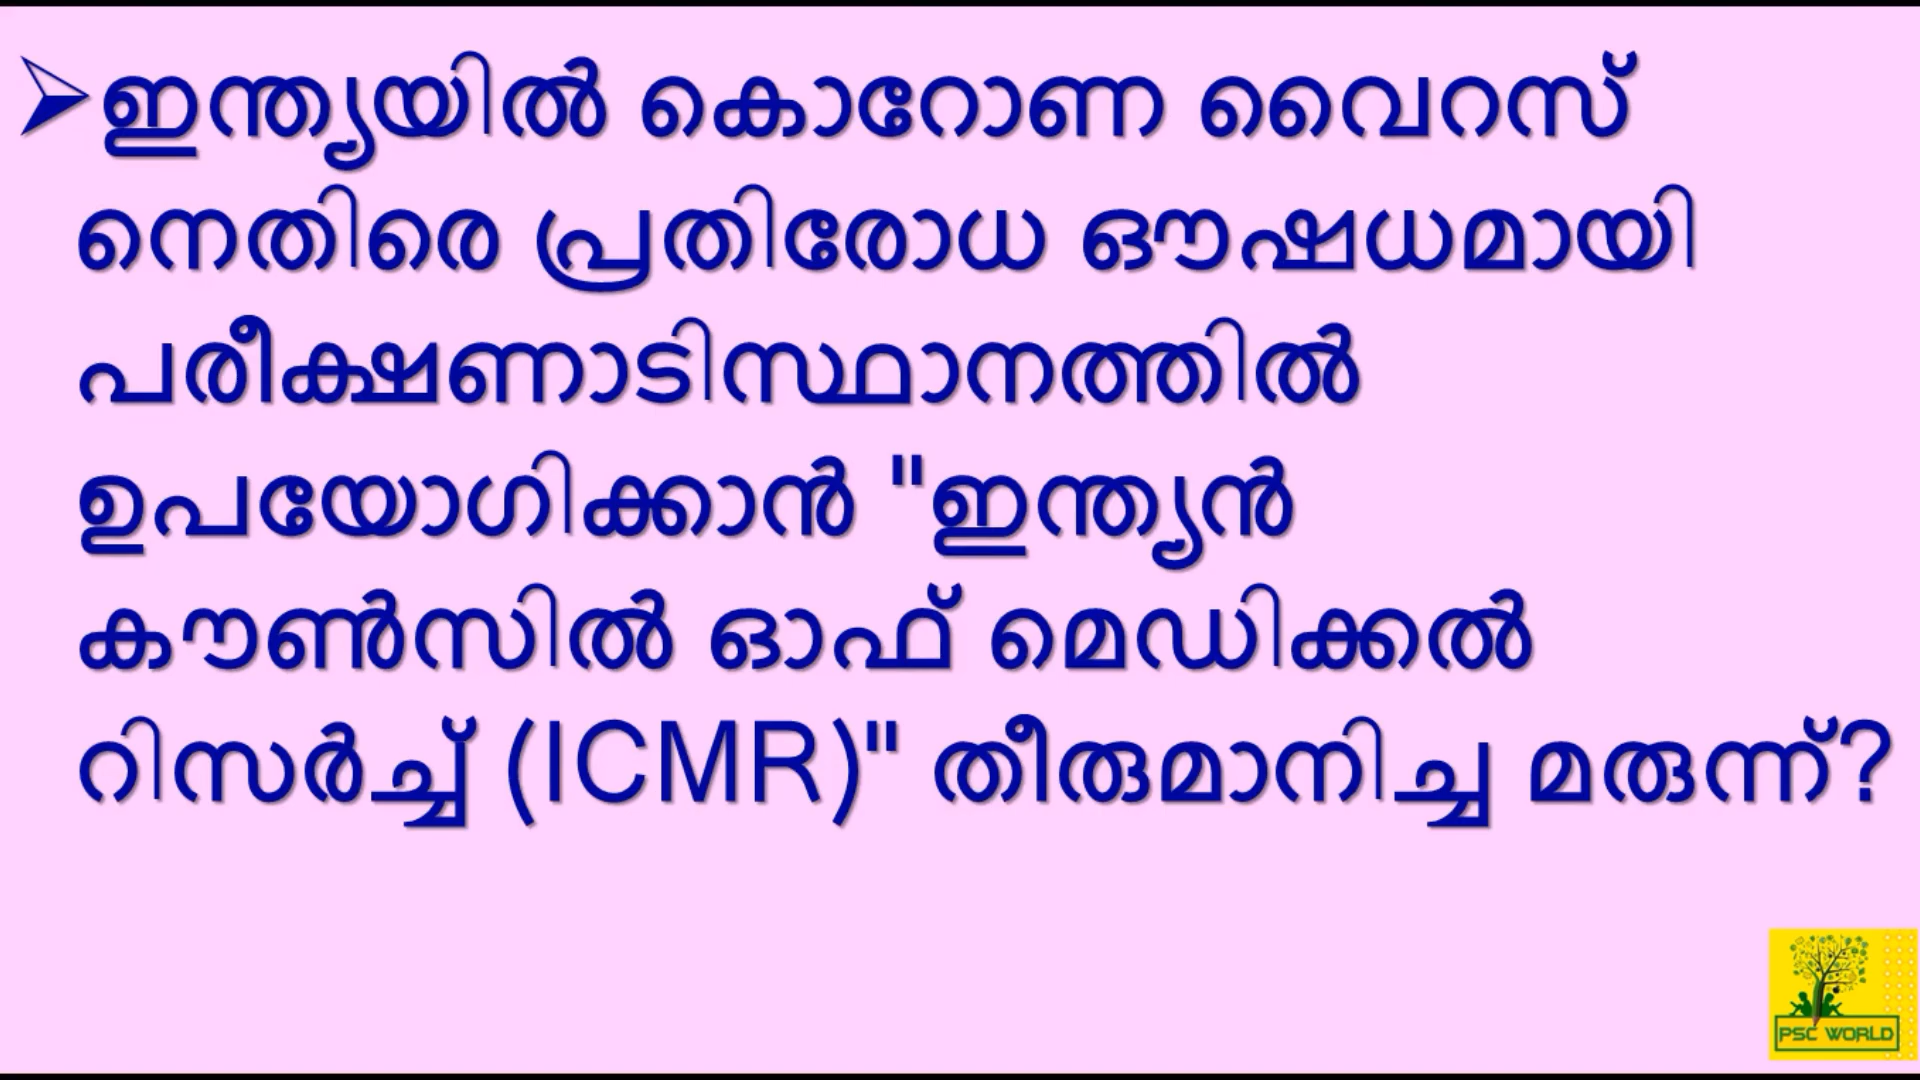 ➢ഇന്ത്യയിൽ കൊറോണ വൈറസ്
നെതിരെ പ്രതിരോധ ഔഷധമായി
പരീക്ഷണാടിസ്ഥാനത്തിൽ
ഉപയോഗിക്കാൻ "ഇന്ത്യൻ
കൗൺസിൽ ഓഫ് മെഡിക്കൽ
റിസർച്ച് (ICMR)" തീരുമാനിച്ച മരുന്ന്?
PSC WORLD